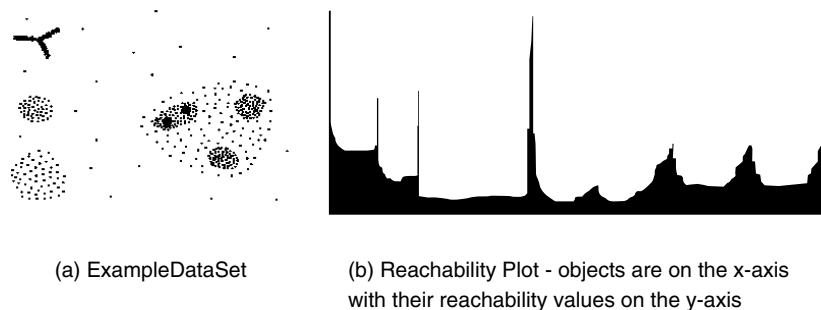 (a) ExampleDataSet
(b) Reachability Plot - objects are on the x-axis
with their reachability values on the y-axis